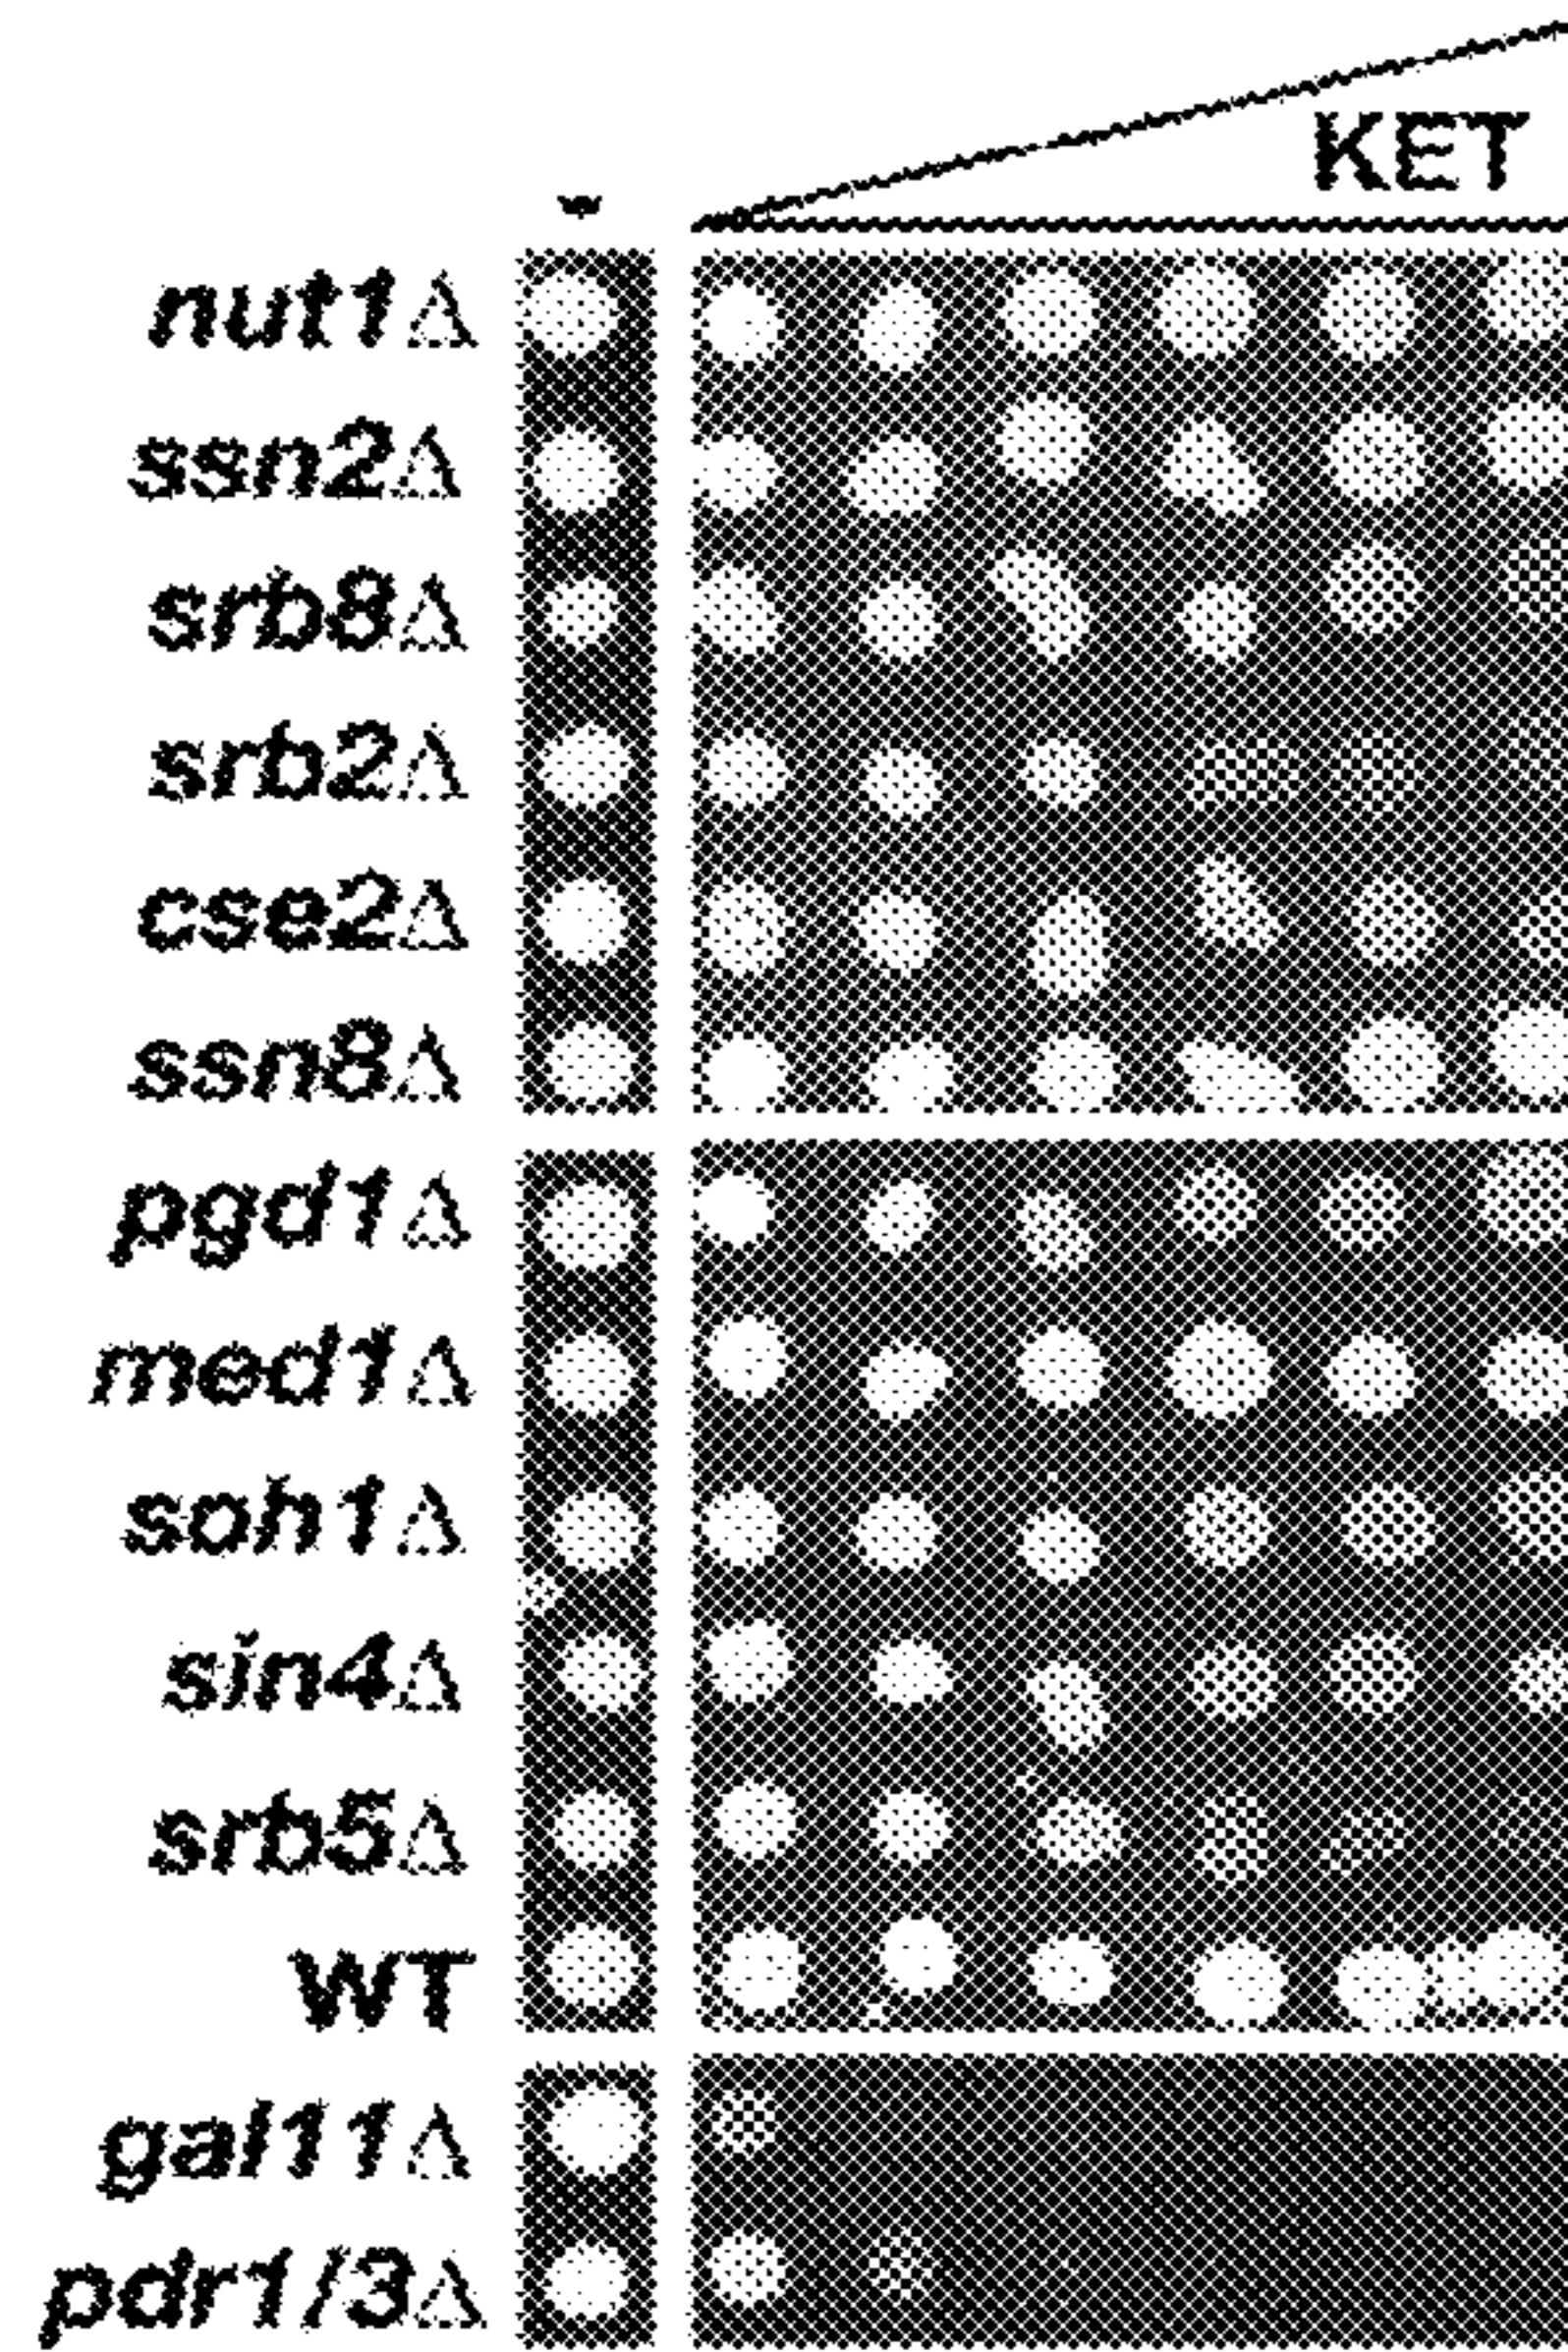 KET
-
nut1Δ
ssn2Δ
srb8Δ
srb2Δ
cse2Δ
ssn8Δ
pgd1Δ
med1Δ
soh1Δ
sin4Δ
srb5Δ
WT
gal11Δ
pdr1/3Δ